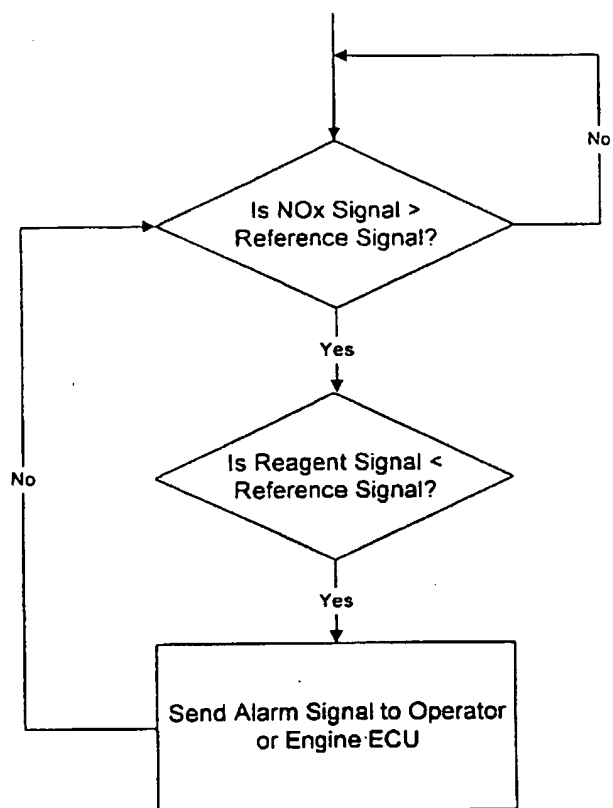 No
Is NOx Signal >
Reference Signal?
Yes
Is Reagent Signal <
Reference Signal?
No
Yes
Send Alarm Signal to Operator
or Engine ECU